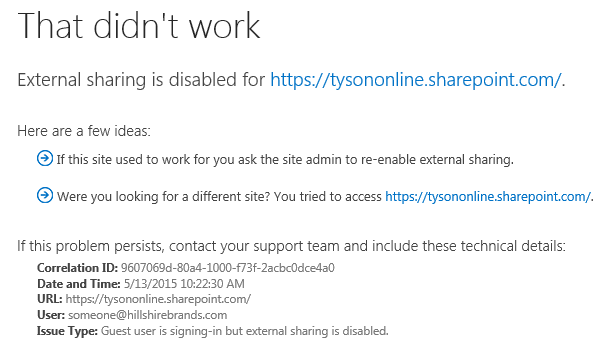 That didn't work
External sharing is disabled for https://tysononline.sharepoint.com/.
Here are a few ideas:
If this site used to work for you ask the site admin to re-enable external sharing.
Were you looking for a different site? You tried to access https://tysononline.sharepoint.com/.
If this problem persists, contact your support team and include these technical details:
Correlation ID: 9607069d-80a4-1000-f73f-2acbc0dce4a0
Date and Time: 5/13/2015 10:22:30 AM
URL: https://tysononline.sharepoint.com/
User: someone@hillshirebrands.com
Issue Type: Guest user is signing-in but external sharing is disabled.